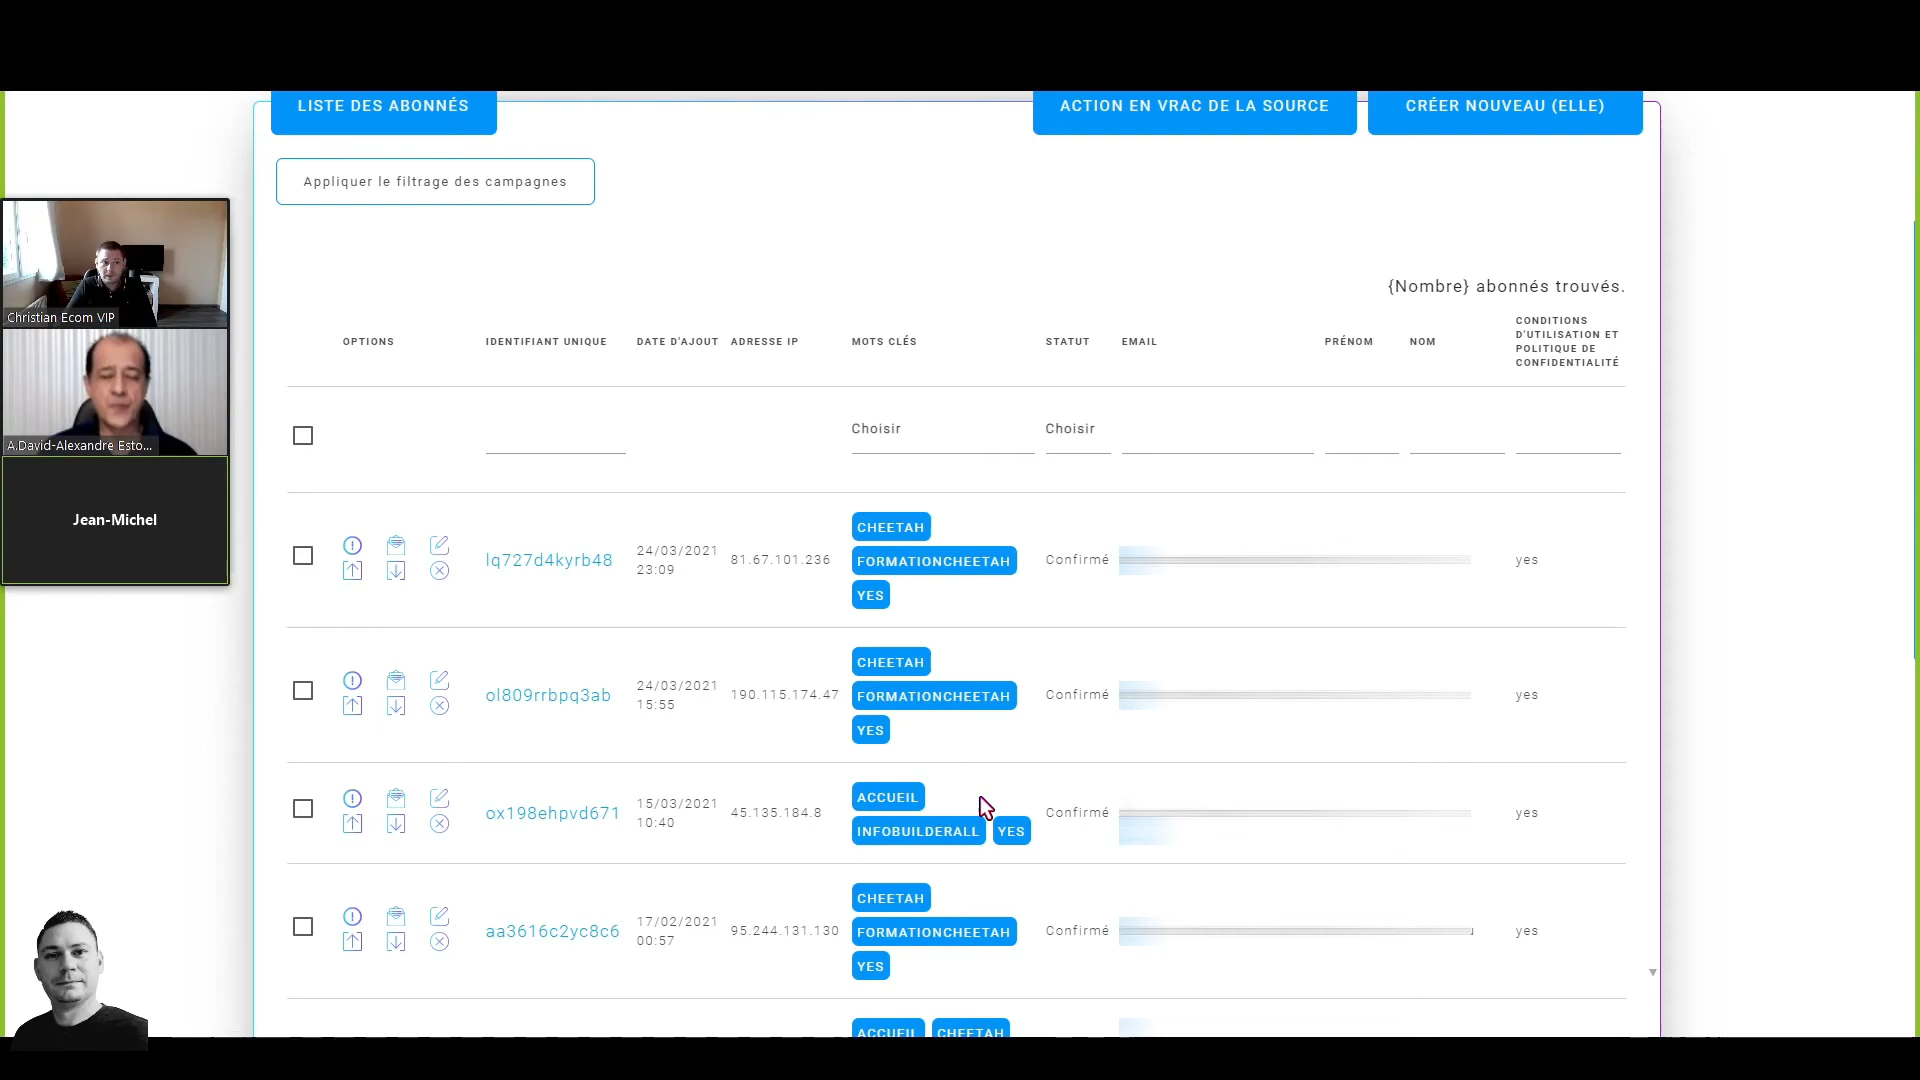 LISTE DES ABONNÉS
ACTION EN VRAC DE LA SOURCE
CRÉER NOUVEAU (ELLE)
Appliquer le filtrage des campagnes
{Nombre} abonnés trouvés.
OPTIONS
IDENTIFIANT UNIQUE
DATE D'AJOUT
ADRESSE IP
MOTS CLÉS
STATUT
EMAIL
PRÉNOM
NOM
CONDITIONS
D'UTILISATION ET
POLITIQUE DE
CONFIDENTIALITÉ
Choisir
Choisir
lq727d4kyrb48
24/03/2021
23:09
81.67.101.236
CHEETAH
FORMATIONCHEETAH
YES
Confirmé
yes
ol809rrbpq3ab
24/03/2021
15:55
190.115.174.47
CHEETAH
FORMATIONCHEETAH
YES
Confirmé
yes
ox198ehpvd671
15/03/2021
10:40
45.135.184.8
ACCUEIL
INFOBUILDERALL YES
Confirmé
yes
aa3616c2yc8c6
17/02/2021
00:57
95.244.131.130
CHEETAH
FORMATIONCHEETAH
YES
Confirmé
yes
ACCUEIL CHEETAH
Christian Ecom VIP
A.David-Alexandre Esto...
Jean-Michel